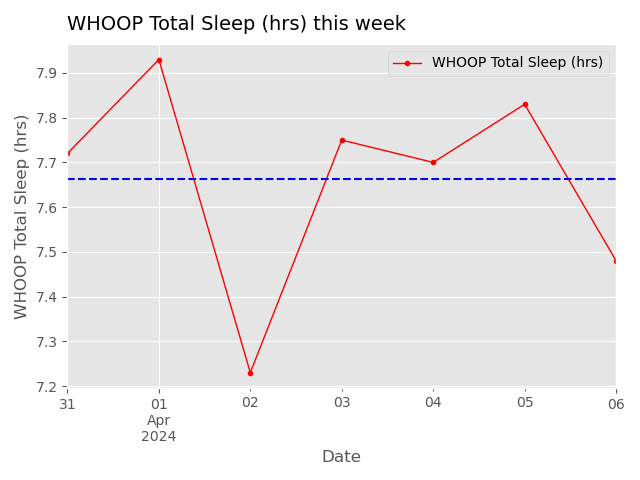 WHOOP Total Sleep (hrs) this week
WHOOP Total Sleep (hrs)
WHOOP Total Sleep (hrs)
7.9
7.8
7.7
7.6
7.5
7.4
7.3
7.2
31 01 02 03 04 05 06
Apr
2024
Date